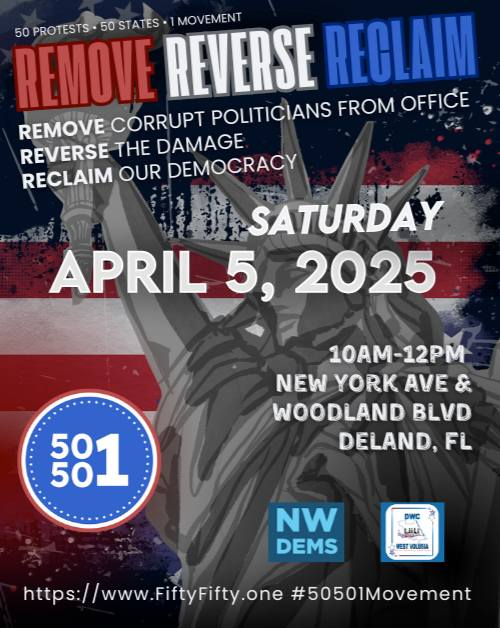 50 PROTESTS • 50 STATES • 1 MOVEMENT
REMOVE REVERSE RECLAIM
REMOVE CORRUPT POLITICIANS FROM OFFICE
REVERSE THE DAMAGE
RECLAIM OUR DEMOCRACY
SATURDAY
APRIL 5, 2025
10AM-12PM
NEW YORK AVE &
WOODLAND BLVD
DELAND, FL
50
501
NW
DEMS
DWC
WEST VOLUSIA
https://www.FiftyFifty.one #50501Movement